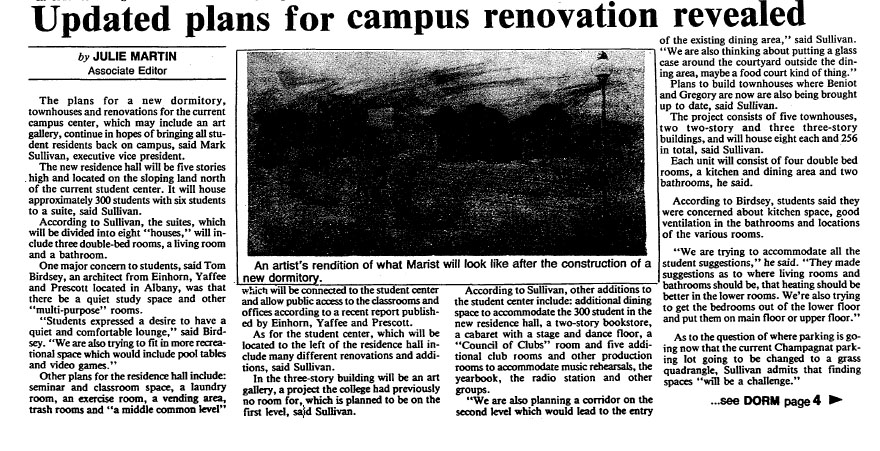 Updated plans for campus renovation revealed
by JULIE MARTIN
Associate Editor
The plans for a new dormitory,
townhouses and renovations for the current
campus center, which may include an art
gallery, continue in hopes of bringing all stu-
dent residents back on campus, said Mark
Sullivan, executive vice president.
The new residence hall will be five stories
high and located on the sloping land north
of the current student center. It will house
approximately 300 students with six students
to a suite, said Sullivan.
According to Sullivan, the suites, which
will be divided into eight "houses," will in-
clude three double-bed rooms, a living room
and a bathroom.
One major concern to students, said Tom
Birdsey, an architect from Einhorn, Yaffee
and Prescott located in Albany, was that
there be a quiet study space and other
"multi-purpose" rooms.
"Students expressed a desire to have a
quiet and comfortable lounge," said Bird-
sey. "We are also trying to fit in more recrea-
tional space which would include pool tables
and video games."
Other plans for the residence hall include:
seminar and classroom space, a laundry
room, an exercise room, a vending area,
trash rooms and "a middle common level"
An artist's rendition of what Marist will look like after the construction of a
new dormitory.
which will be connected to the student center
and allow public access to the classrooms and
offices according to a recent report publish-
ed by Einhorn, Yaffee and Prescott.
As for the student center, which will be
located to the left of the residence hall in-
clude many different renovations and addi-
tions, said Sullivan.
In the three-story building will be an art
gallery, a project the college had previously
no room for, which is planned to be on the
first level, said Sullivan.
According to Sullivan, other additions to
the student center include: additional dining
space to accommodate the 300 student in the
new residence hall, a two-story bookstore,
a cabaret with a stage and dance floor, a
"Council of Clubs" room and five addi-
tional club rooms and other production
rooms to accommodate music rehearsals, the
yearbook, the radio station and other
groups.
"We are also planning a corridor on the
second level which would lead to the entry
of the existing dining area," said Sullivan.
"We are also thinking about putting a glass
case around the courtyard outside the din-
ing area, maybe a food court kind of thing."
Plans to build townhouses where Beniot
and Gregory are now are also being brought
up to date, said Sullivan.
The project consists of five townhouses,
two two-story and three three-story
buildings, and will house eight each and 256
in total, said Sullivan.
Each unit will consist of four double bed
rooms, a kitchen and dining area and two
bathrooms, he said.
According to Birdsey, students said they
were concerned about kitchen space, good
ventilation in the bathrooms and locations
of the various rooms.
"We are trying to accommodate all the
student suggestions," he said. "They made
suggestions as to where living rooms and
bathrooms should be, that heating should be
better in the lower rooms. We're also trying
to get the bedrooms out of the lower floor
and put them on main floor or upper floor."
As to the question of where parking is go-
ing now that the current Champagnat park-
ing lot going to be changed to a grass
quadrangle, Sullivan admits that finding
spaces "will be a challenge."
...see DORM page 4 ►